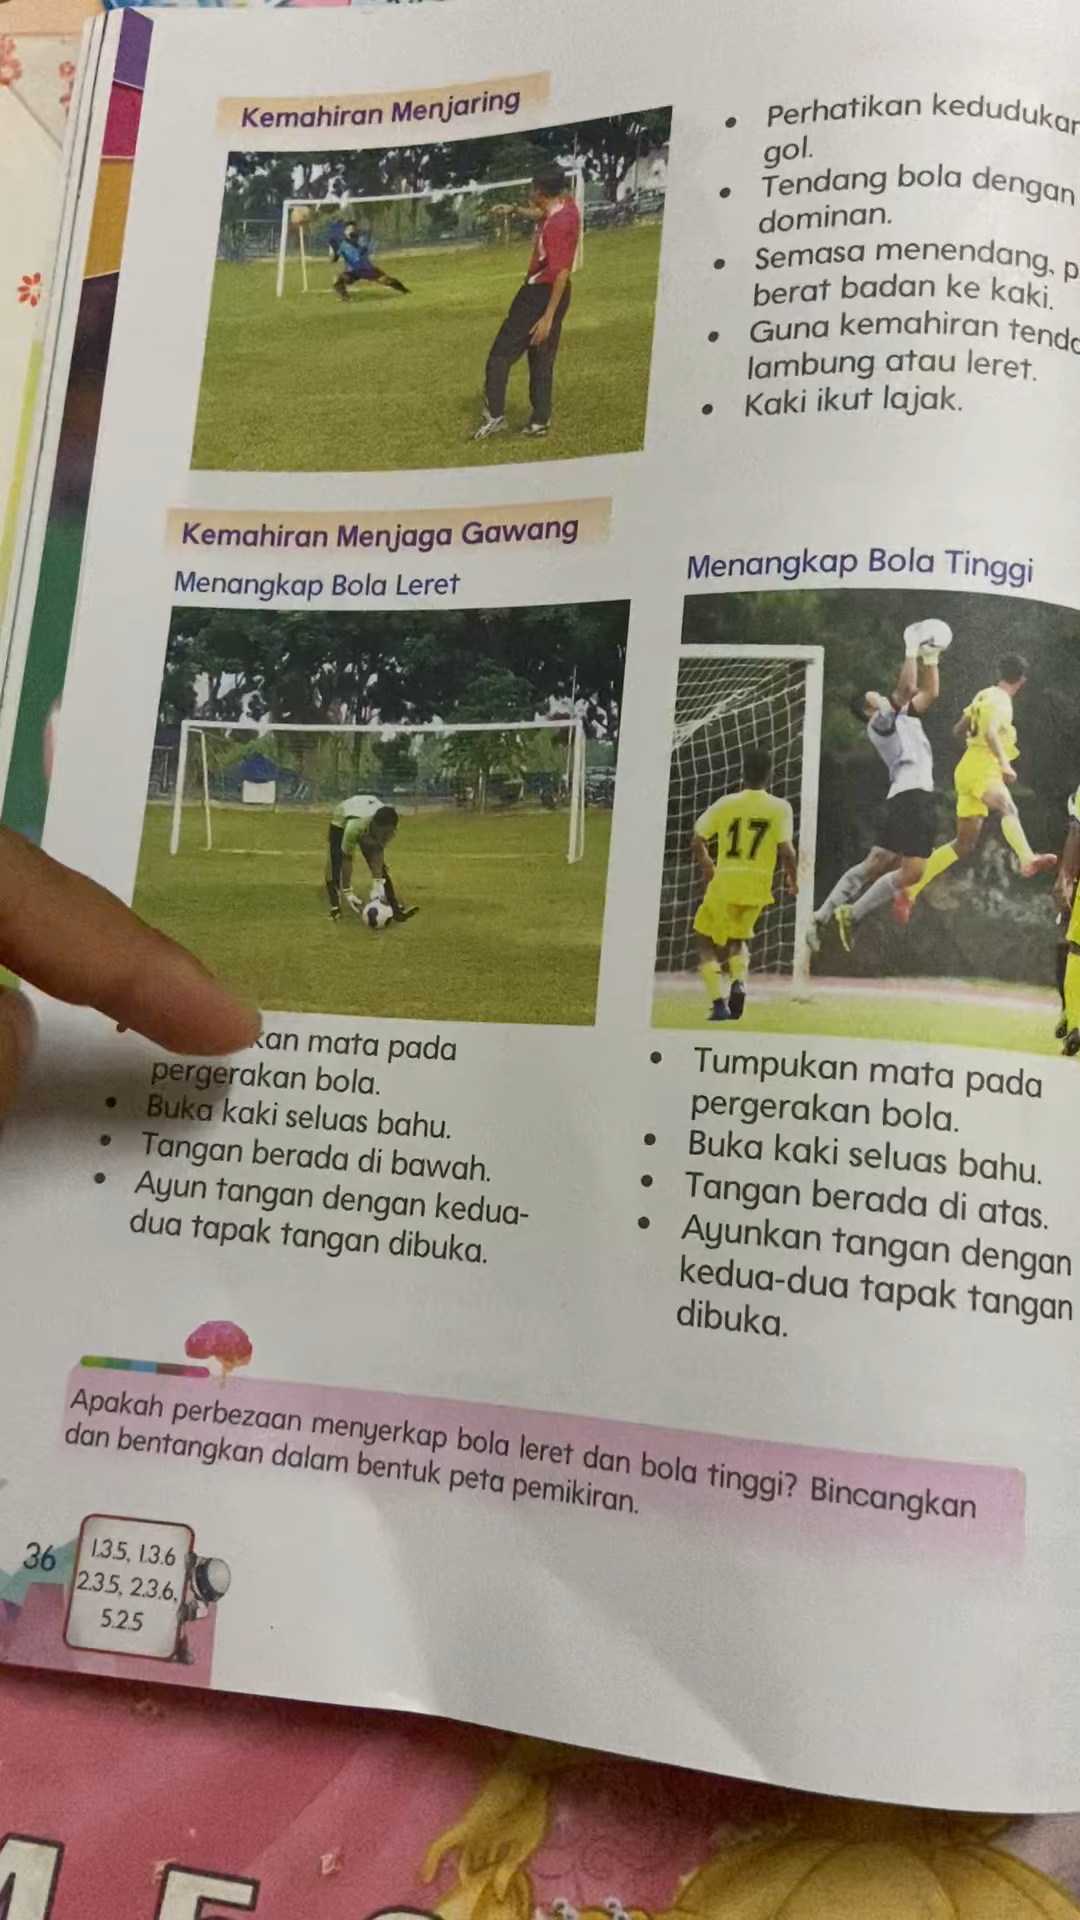 Kemahiran Menjaring
• Perhatikan kedudukan
gol.
• Tendang bola dengan
dominan.
• Semasa menendang,
berat badan ke kaki.
• Guna kemahiran
lambung atau leret.
• Kaki ikut lajak.
Kemahiran Menjaga Gawang
Menangkap Bola Leret
mata pada
pergerakan bola.
• Buka kaki seluas bahu.
• Tangan berada di bawah.
• Ayun tangan dengan kedua-
dua tapak tangan dibuka.
Menangkap Bola Tinggi
17
• Tumpukan mata pada
pergerakan bola.
• Buka kaki seluas bahu.
• Tangan berada di atas.
• Ayunkan tangan dengan
kedua-dua tapak tangan
dibuka.
Apakah perbezaan menyerkap bola leret dan bola tinggi? Bincangkan
dan bentangkan dalam bentuk peta pemikiran.
36
1.3.5, 1.3.6
2.3.5, 2.3.6,
5.2.5